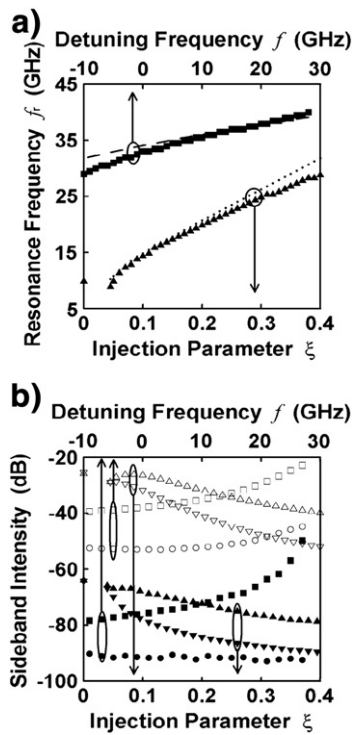 a)
Detuning Frequency f (GHz)
-10 0 10 20 30
45
35
25
15
5
Resonance Frequency fr (GHz)
0 0.1 0.2 0.3 0.4
Injection Parameter ξ
b)
Detuning Frequency f (GHz)
-10 0 10 20 30
-20
-40
-60
-80
-100
Sideband Intensity (dB)
0 0.1 0.2 0.3 0.4
Injection Parameter ξ